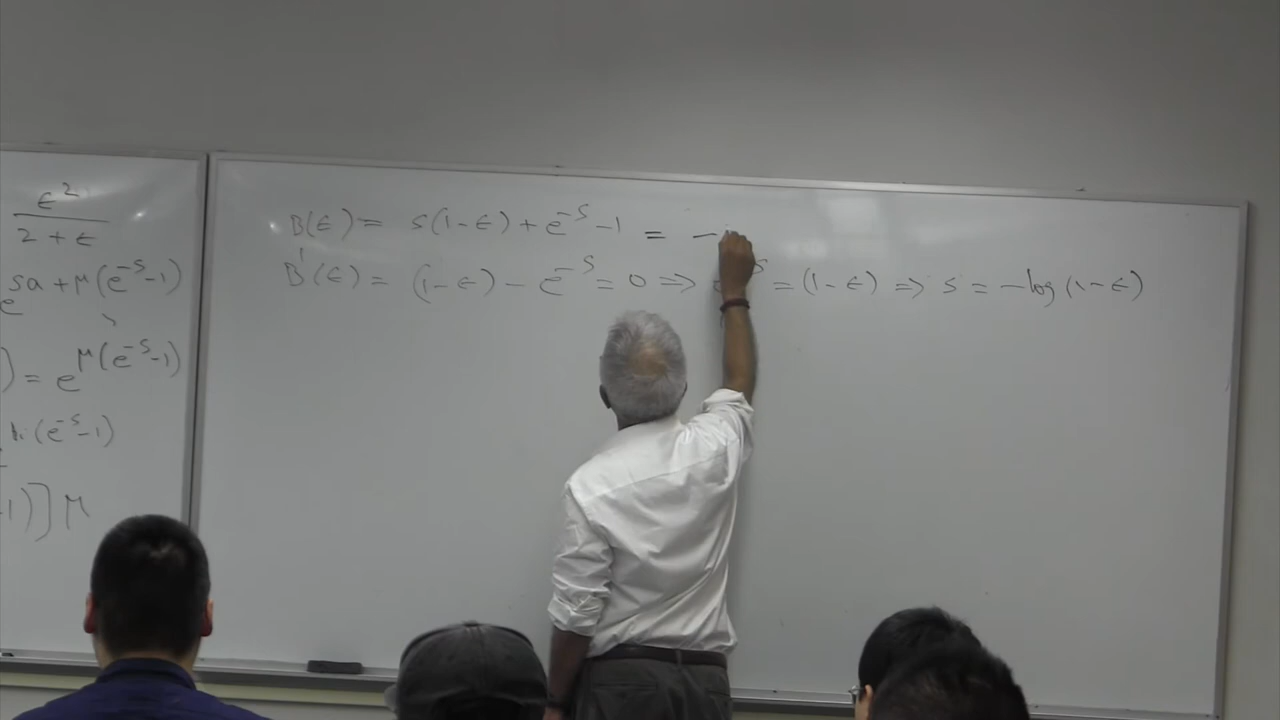 ϵ²
2 + ϵ
e^{sa + μ(e^{-s}-1)}
) = e^{μ(e^{-s}-1)}
(e^{-s}-1)
1)] μ
B(ϵ) = s(1-ϵ) + e^{-s} - 1 = -
B'(ϵ) = (1-ϵ) - e^{-s} = 0 ⇒ s = (1-ϵ) ⇒ s = -log(1-ϵ)